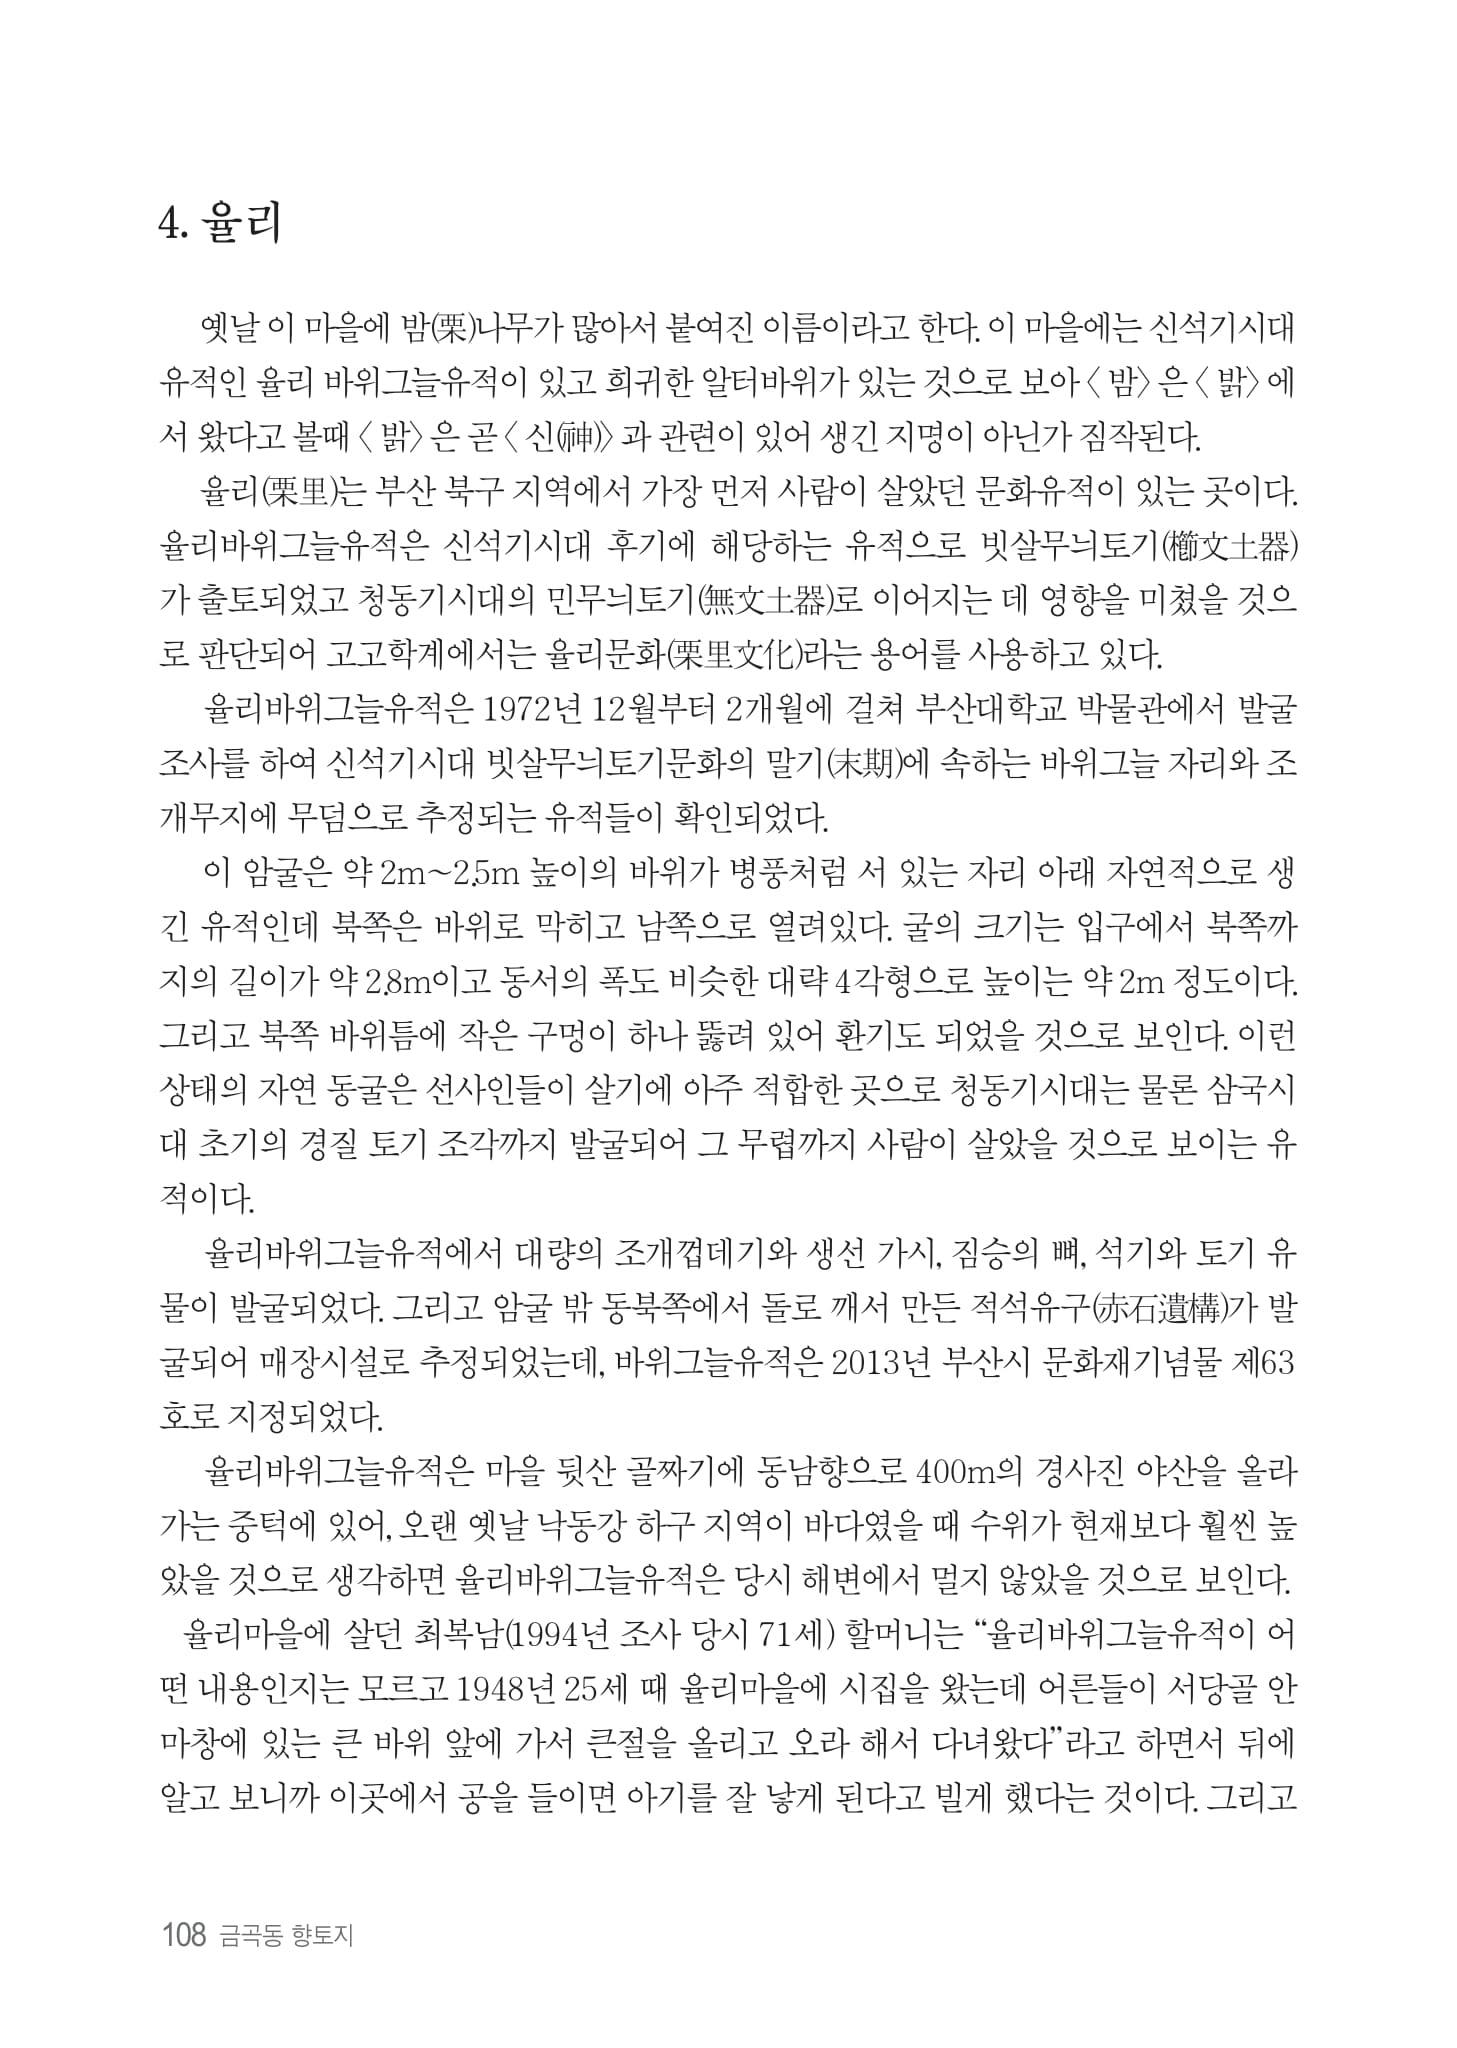 4. 율리
옛날 이 마을에 밤(栗)나무가 많아서 붙여진 이름이라고 한다. 이 마을에는 신석기시대
유적인 율리 바위그늘유적이 있고 희귀한 알터바위가 있는 것으로 보아〈 밤〉은〈 밝〉에
서 왔다고 볼때〈 밝〉은 곧〈 신(神)〉과 관련이 있어 생긴 지명이 아닌가 짐작된다.
율리(栗里)는 부산 북구 지역에서 가장 먼저 사람이 살았던 문화유적이 있는 곳이다.
율리바위그늘유적은 신석기시대 후기에 해당하는 유적으로 빗살무늬토기(櫛文土器)
가 출토되었고 청동기시대의 민무늬토기(無文土器)로 이어지는 데 영향을 미쳤을 것으
로 판단되어 고고학계에서는 율리문화(栗里文化)라는 용어를 사용하고 있다.
율리바위그늘유적은 1972년 12월부터 2개월에 걸쳐 부산대학교 박물관에서 발굴
조사를 하여 신석기시대 빗살무늬토기문화의 말기(末期)에 속하는 바위그늘 자리와 조
개무지에 무덤으로 추정되는 유적들이 확인되었다.
이 암굴은 약 2m~2.5m 높이의 바위가 병풍처럼 서 있는 자리 아래 자연적으로 생
긴 유적인데 북쪽은 바위로 막히고 남쪽으로 열려있다. 굴의 크기는 입구에서 북쪽까
지의 길이가 약 2.8m이고 동서의 폭도 비슷한 대략 4각형으로 높이는 약 2m 정도이다.
그리고 북쪽 바위틈에 작은 구멍이 하나 뚫려 있어 환기도 되었을 것으로 보인다. 이런
상태의 자연 동굴은 선사인들이 살기에 아주 적합한 곳으로 청동기시대는 물론 삼국시
대 초기의 경질 토기 조각까지 발굴되어 그 무렵까지 사람이 살았을 것으로 보이는 유
적이다.
율리바위그늘유적에서 대량의 조개껍데기와 생선 가시, 짐승의 뼈, 석기와 토기 유
물이 발굴되었다. 그리고 암굴 밖 동북쪽에서 돌로 깨서 만든 적석유구(赤石遺構)가 발
굴되어 매장시설로 추정되었는데, 바위그늘유적은 2013년 부산시 문화재기념물 제63
호로 지정되었다.
율리바위그늘유적은 마을 뒷산 골짜기에 동남향으로 400m의 경사진 야산을 올라
가는 중턱에 있어, 오랜 옛날 낙동강 하구 지역이 바다였을 때 수위가 현재보다 훨씬 높
았을 것으로 생각하면 율리바위그늘유적은 당시 해변에서 멀지 않았을 것으로 보인다.
율리마을에 살던 최복남(1994년 조사 당시 71세) 할머니는 “율리바위그늘유적이 어
떤 내용인지는 모르고 1948년 25세 때 율리마을에 시집을 왔는데 어른들이 서당골 안
마창에 있는 큰 바위 앞에 가서 큰절을 올리고 오라 해서 다녀왔다”라고 하면서 뒤에
알고 보니까 이곳에서 공을 들이면 아기를 잘 낳게 된다고 빌게 했다는 것이다. 그리고
108 금곡동 향토지